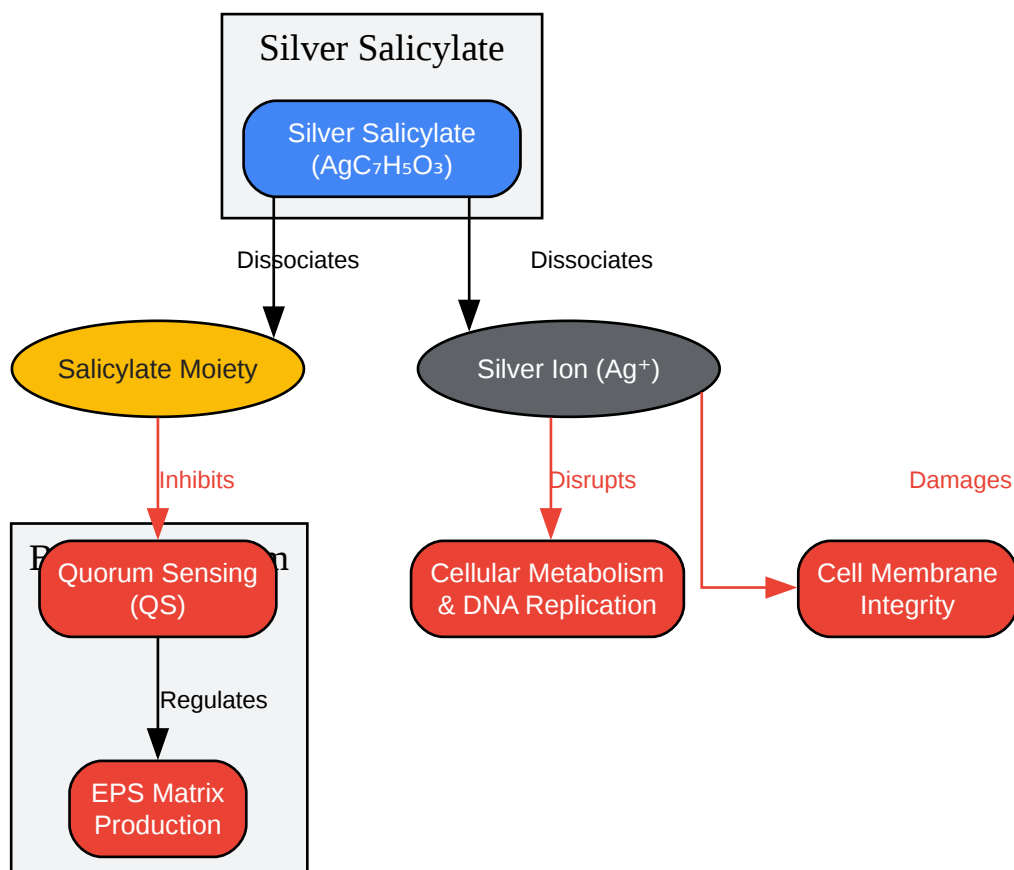 Silver Salicylate
Silver Salicylate
(AgC₇H₅O₃)
Dissociates
Dissociates
Salicylate Moiety
Silver Ion (Ag⁺)
Inhibits
Disrupts
Damages
Quorum Sensing
(QS)
Cellular Metabolism
& DNA Replication
Cell Membrane
Integrity
Regulates
EPS Matrix
Production